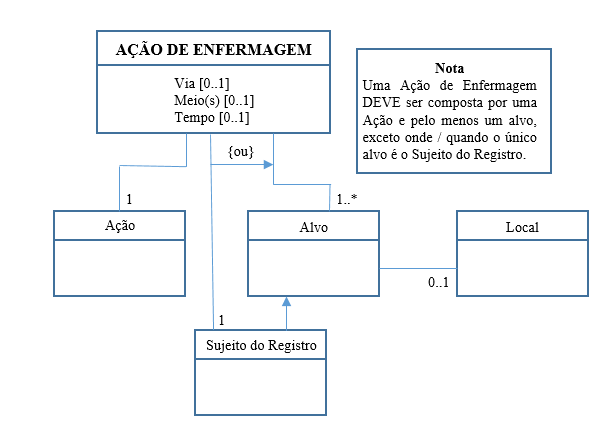 AÇÃO DE ENFERMAGEM
Via [0..1]
Meio(s) [0..1]
Tempo [0..1]
Nota
Uma Ação de Enfermagem
DEVE ser composta por uma
Ação e pelo menos um alvo,
exceto onde / quando o único
alvo é o Sujeito do Registro.
{ou}
1
1..*
Ação
Alvo
Local
0..1
1
Sujeito do Registro